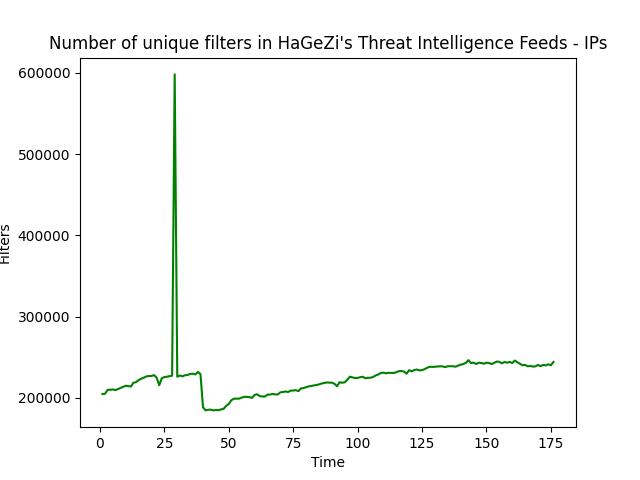 Number of unique filters in HaGeZi's Threat Intelligence Feeds - IPs
600000
500000
400000
300000
200000
Filters
0 25 50 75 100 125 150 175
Time